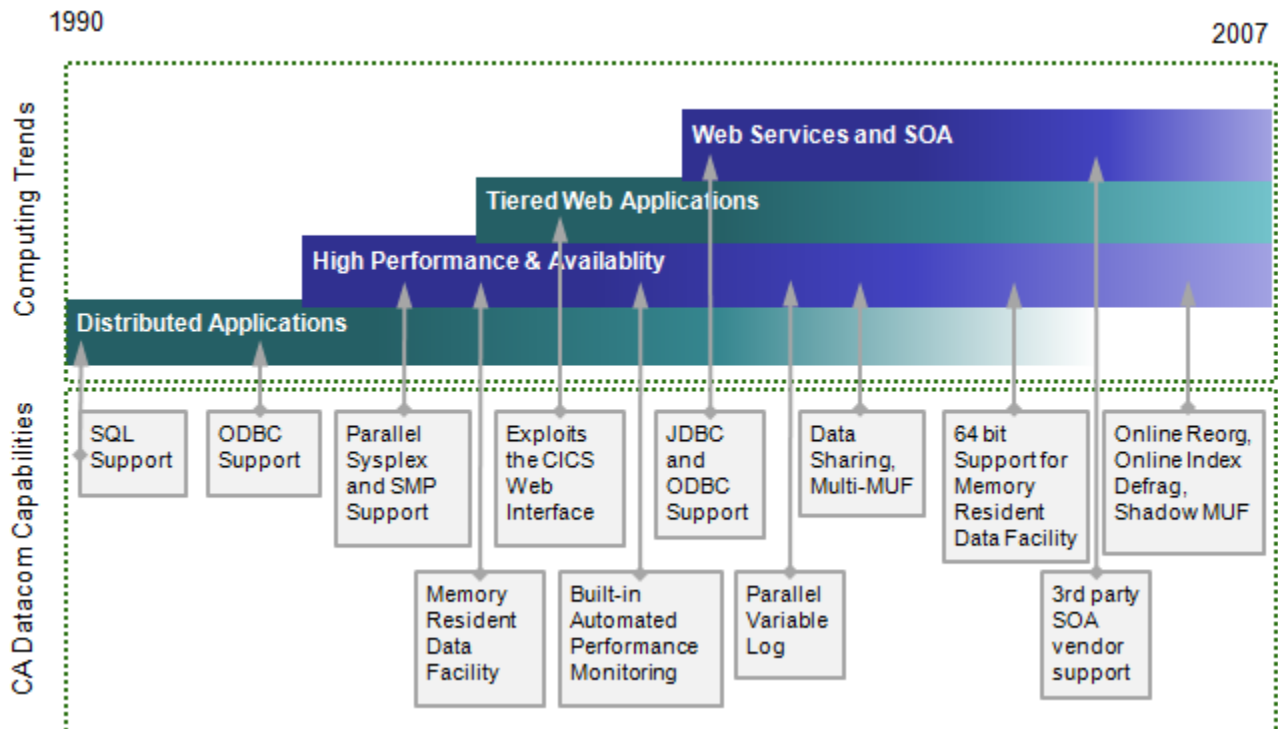 1990
2007
Computing Trends
Web Services and SOA
Tiered Web Applications
High Performance & Availablity
Distributed Applications
CA Datacom Capabilities
SQL
Support
ODBC
Support
Parallel
Sysplex
and SMP
Support
Exploits
the CICS
Web
Interface
JDBC
and
ODBC
Support
Data
Sharing,
Multi-MUF
64 bit
Support for
Memory
Resident
Data Facility
Online Reorg,
Online Index
Defrag,
Shadow MUF
Memory
Resident
Data
Facility
Built-in
Automated
Performance
Monitoring
Parallel
Variable
Log
3rd party
SOA
vendor
support